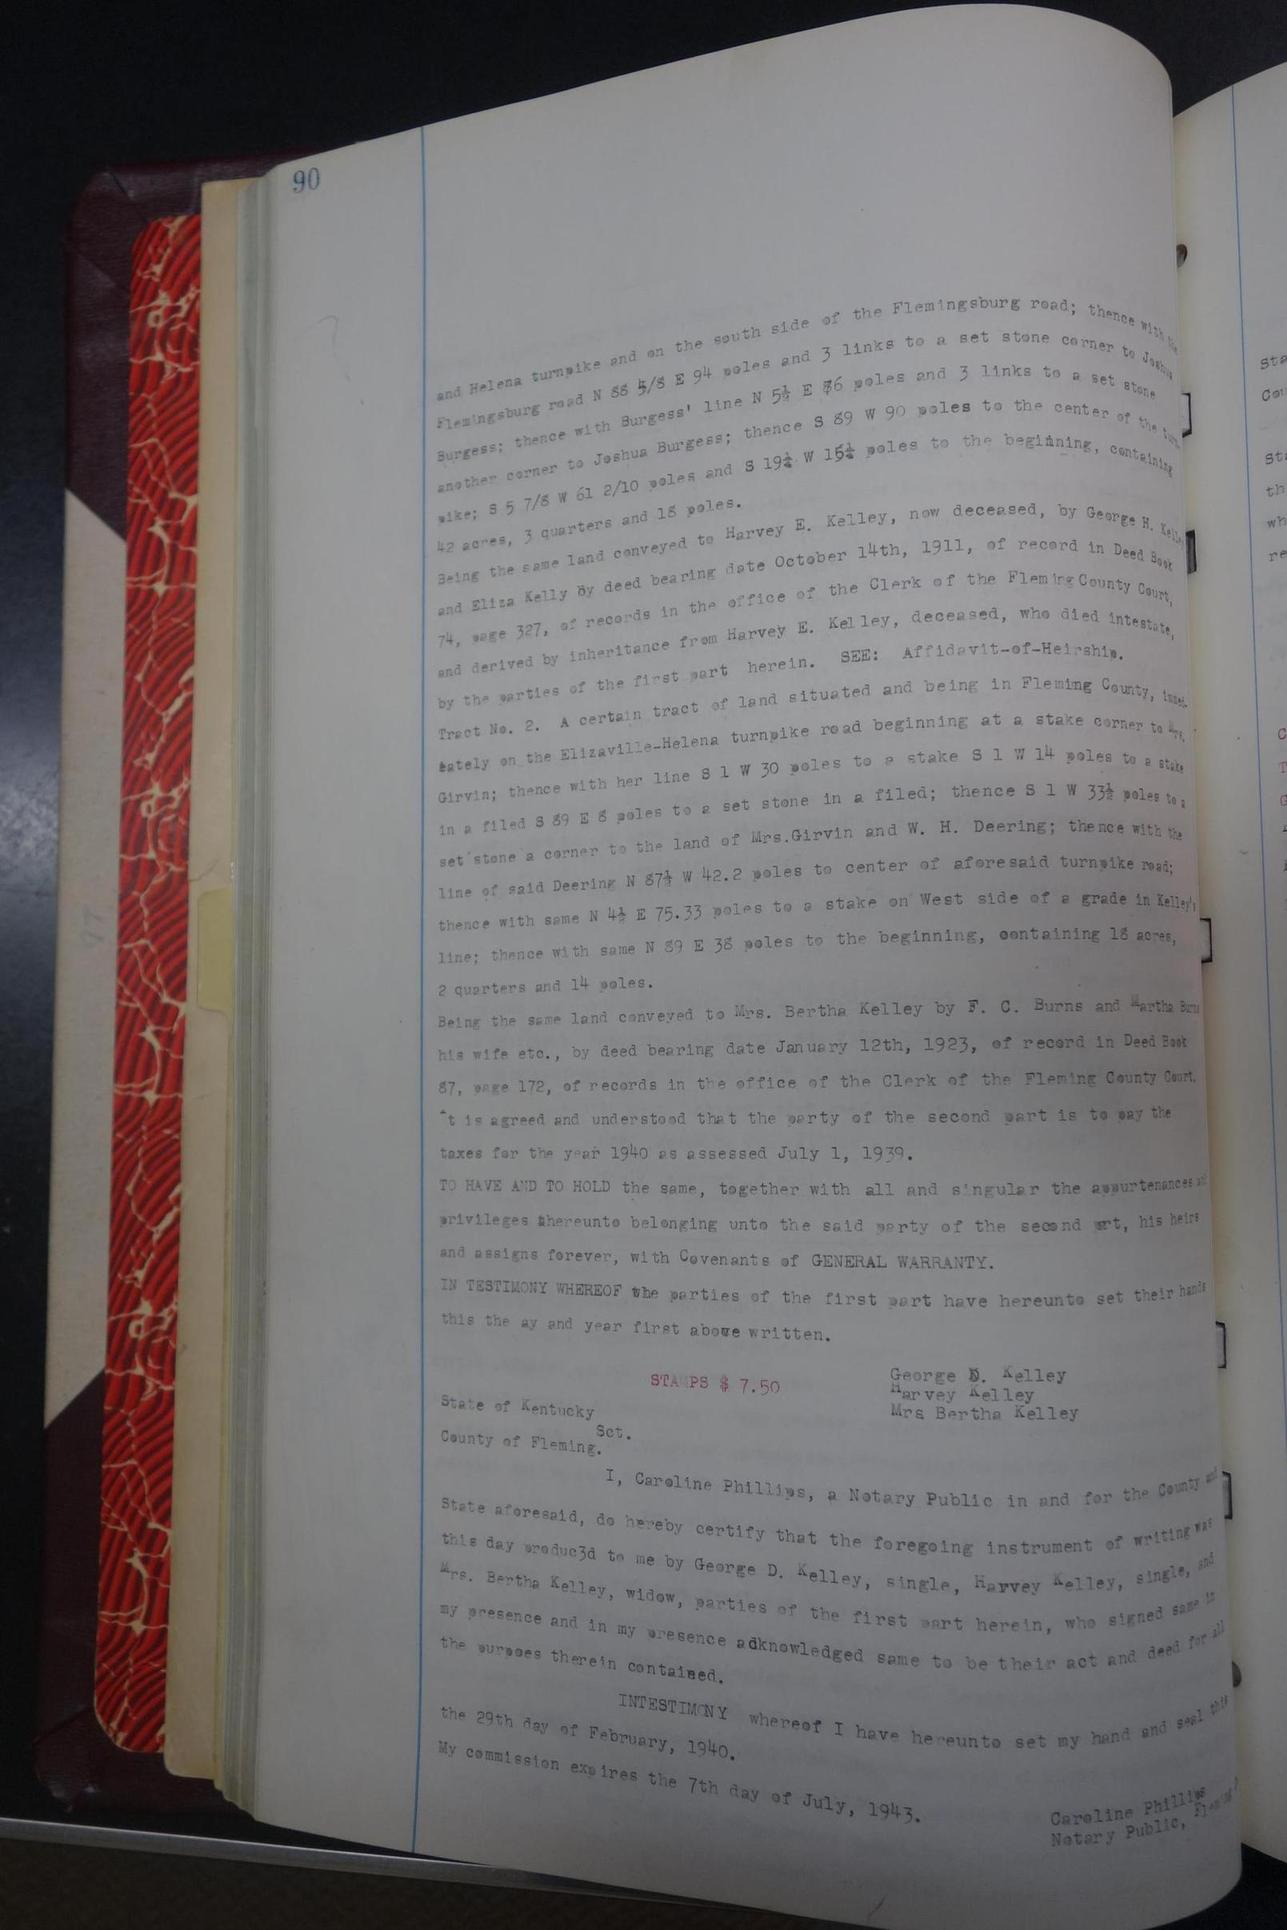 90
and Helena turnpike and on the south side of the Flemingsburg road; thence with the
Flemingsburg road N 88 5/8 E 94 poles and 3 links to a set stone corner to Joshua
Burgess; thence with Burgess' line N 5½ E 76 poles and 3 links to a set stone
another corner to Joshua Burgess; thence S 89 W 90 poles to the center of the turn
pike; S 5 7/8 W 61 2/10 poles and S 19¼ W 15¼ poles to the beginning, containing
42 acres, 3 quarters and 18 poles.
Being the same land conveyed to Harvey E. Kelley, now deceased, by George H. Kelley
and Eliza Kelly By deed bearing date October 14th, 1911, of record in Deed Book
74, page 327, of records in the office of the Clerk of the Fleming County Court,
and derived by inheritance from Harvey E. Kelley, deceased, who died intestate,
by the parties of the first part herein. SEE: Affidavit-of-Heirship.
Tract No. 2. A certain tract of land situated and being in Fleming County, immed-
eately on the Elizaville-Helena turnpike road beginning at a stake corner to Mrs.
Girvin; thence with her line S 1 W 30 poles to a stake S 1 W 14 poles to a stake
in a filed S 89 E 8 poles to a set stone in a filed; thence S 1 W 33½ poles to a
set stone a corner to the land of Mrs.Girvin and W. H. Deering; thence with the
line of said Deering N 87½ W 42.2 poles to center of aforesaid turnpike road;
thence with same N 4½ E 75.33 poles to a stake on West side of a grade in Kelley's
line; thence with same N 89 E 38 poles to the beginning, containing 18 acres,
2 quarters and 14 poles.
Being the same land conveyed to Mrs. Bertha Kelley by F. C. Burns and Martha Burns
his wife etc., by deed bearing date January 12th, 1923, of record in Deed Book
87, page 172, of records in the office of the Clerk of the Fleming County Court.
It is agreed and understood that the party of the second part is to pay the
taxes for the year 1940 as assessed July 1, 1939.
TO HAVE AND TO HOLD the same, together with all and singular the appurtenances and
privileges thereunto belonging unto the said party of the second art, his heirs
and assigns forever, with Covenants of GENERAL WARRANTY.
IN TESTIMONY WHEREOF the parties of the first part have hereunto set their hands
this the ay and year first above written.
STAMPS $ 7.50
George D. Kelley
Harvey Kelley
Mrs Bertha Kelley
State of Kentucky
Sct.
County of Fleming.
I, Caroline Phillips, a Notary Public in and for the County and
State aforesaid, do hereby certify that the foregoing instrument of writing was
this day produc3d to me by George D. Kelley, single, Harvey Kelley, single, and
Mrs. Bertha Kelley, widow, parties of the first part herein, who signed same in
my presence and in my presence adknowledged same to be their act and deed for all
the purpoes therein contained.
INTESTIMONY whereof I have hereunto set my hand and seal this
the 29th day of February, 1940.
My commission expires the 7th day of July, 1943.
Caroline Phillips
Notary Public, Fleming